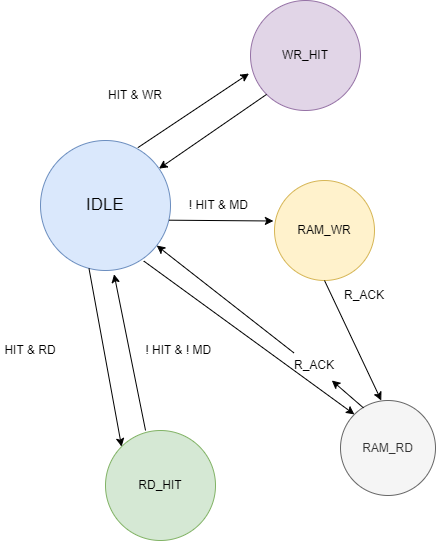 WR_HIT
HIT & WR
IDLE
! HIT & MD
RAM_WR
R_ACK
HIT & RD
! HIT & ! MD
R_ACK
RAM_RD
RD_HIT